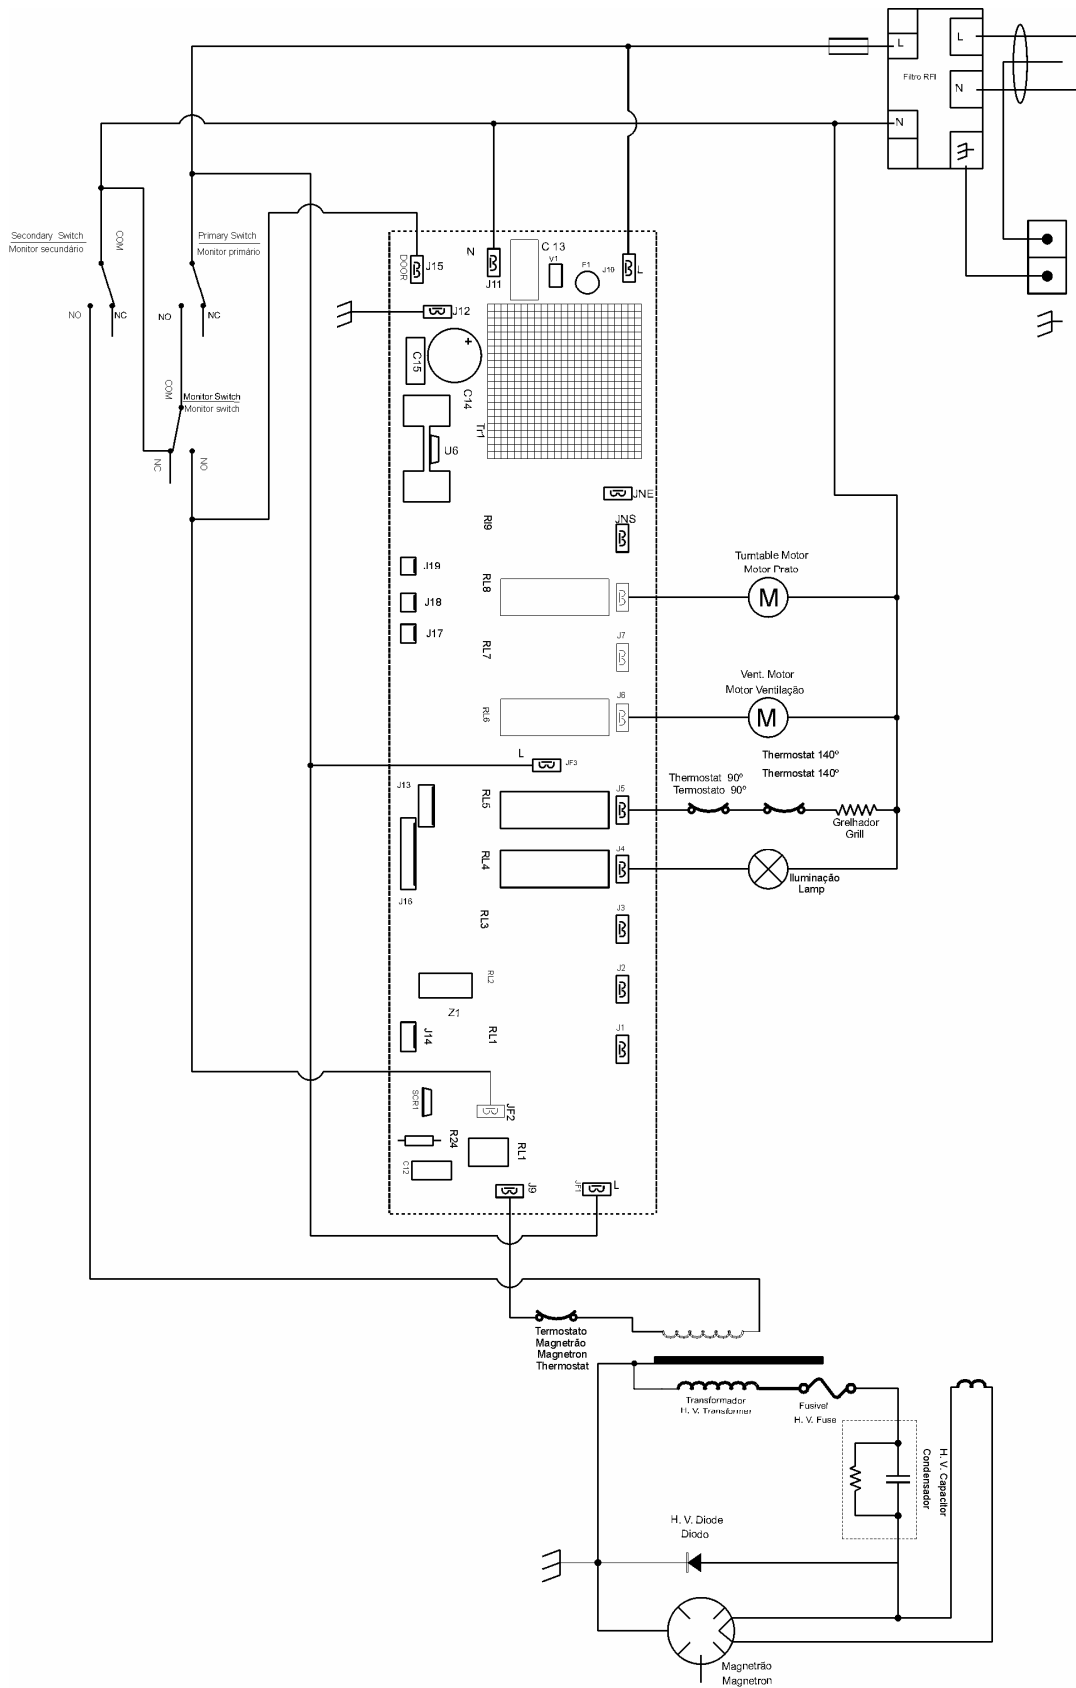 L
L
Filtro RFI
N
N
Secondary Switch
Monitor secundário
COM
Primary Switch
Monitor primário
NO
NC
NO
NC
COM
Monitor Switch
Monitor switch
NC
NO
DOOR
J15
N
J11
C 13
V1
F1
J10
L
J12
C15
+
C14
Tr1
U6
JNE
JNS
Rl9
J19
RL8
J18
J17
RL7
J7
RL6
J6
Turntable Motor
Motor Prato
M
Vent. Motor
Motor Ventilação
M
L
JF3
Thermostat 140º
Thermostat 140º
Thermostat 90º
Termostato 90º
J13
RL5
J5
Grelhador
Grill
RL4
J4
Iluminação
Lamp
J16
RL3
J3
RL2
J2
Z1
J14
RL1
J1
SCR1
JF2
R24
RL1
C12
J9
JF1
L
Termostato
Magnetrão
Magnetron
Thermostat
Transformador
H. V. Transformer
Fusivel
H. V. Fuse
H. V. Capacitor
Condensador
H. V. Diode
Diodo
Magnetrão
Magnetron